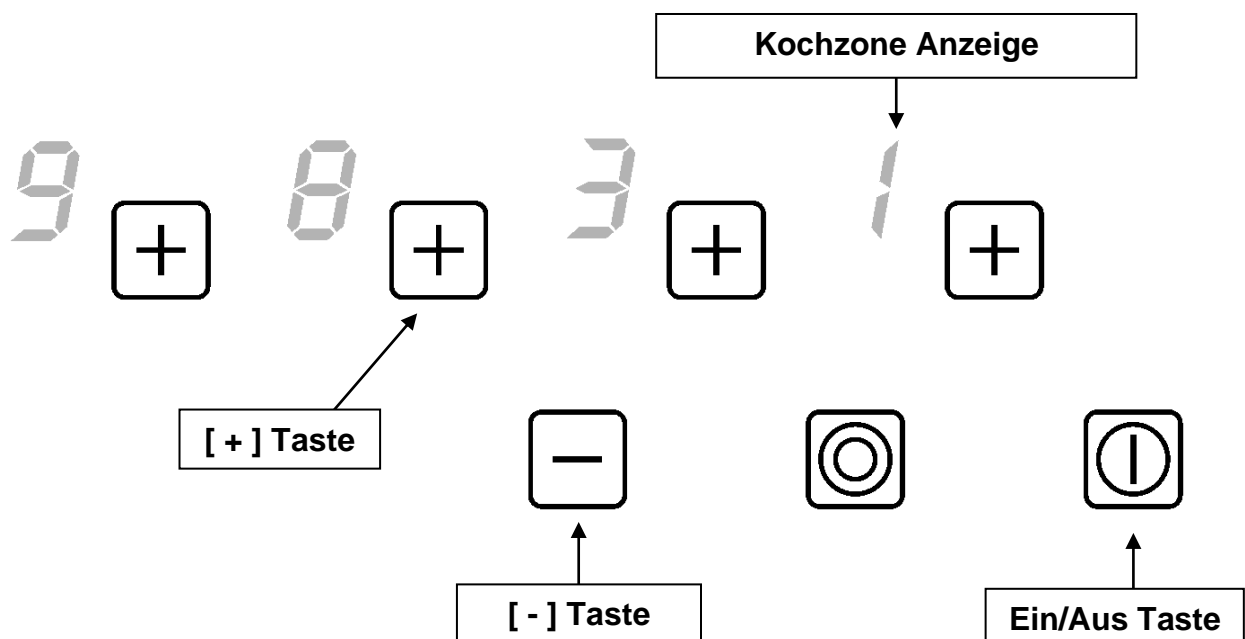 Kochzone Anzeige
9 8 3 1
[ + ] Taste
[ - ] Taste
Ein/Aus Taste